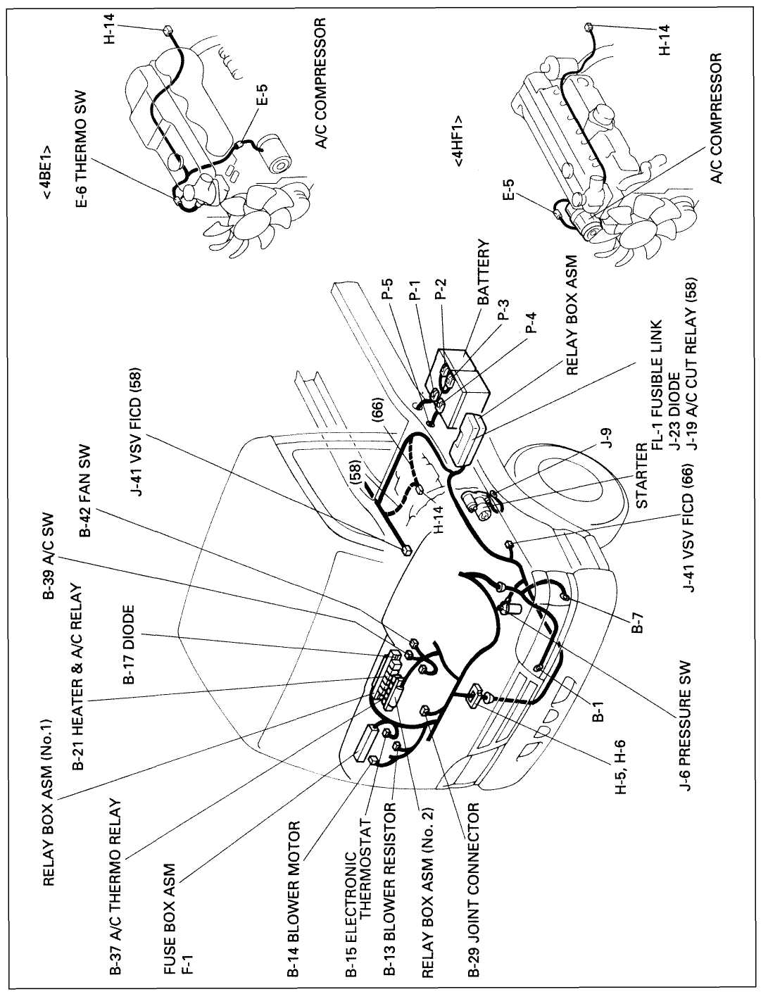 RELAY BOX ASM (No.1)
B-39 A/C SW
B-21 HEATER & A/C RELAY
B-42 FAN SW
B-37 A/C THERMO RELAY
B-17 DIODE
J-41 VSV FICD (58)
FUSE BOX ASM
F-1
B-14 BLOWER MOTOR
B-15 ELECTRONIC
THERMOSTAT
B-13 BLOWER RESISTOR
RELAY BOX ASM (No. 2)
B-29 JOINT CONNECTOR
(58)
(66)
H-14
P-5
P-1
P-2
BATTERY
P-3
P-4
RELAY BOX ASM
FL-1 FUSIBLE LINK
J-23 DIODE
J-19 A/C CUT RELAY (58)
J-9
STARTER
J-41 VSV FICD (66)
B-7
J-6 PRESSURE SW
B-1
H-5, H-6
<4BE1>
E-6 THERMO SW
H-14
E-5
A/C COMPRESSOR
<4HF1>
E-5
H-14
A/C COMPRESSOR